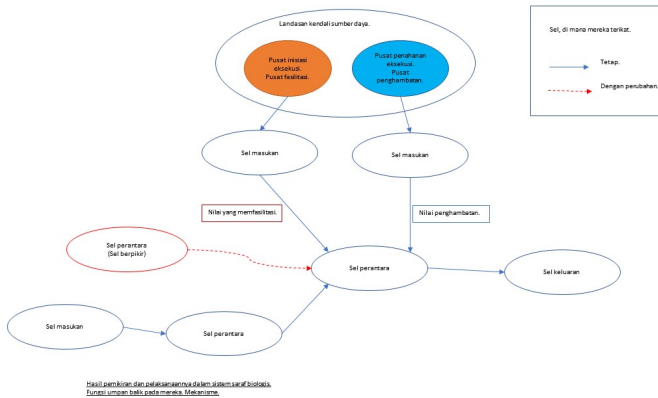 Landasan kendali sumber daya.
Pusat inisiasi
eksekusi.
Pusat fasilitasi.
Pusat penahanan
eksekusi.
Pusat
penghambatan.
Sel, di mana mereka terikat.
Tetap.
Dengan perubahan.
Sel masukan
Sel masukan
Nilai yang memfasilitasi.
Nilai penghambatan.
Sel perantara
(Sel berpikir)
Sel perantara
Sel keluaran
Sel masukan
Sel perantara
Hasil pemikiran dan pelaksanaannya dalam sistem saraf biologis.
Fungsi umpan balik pada mereka. Mekanisme.